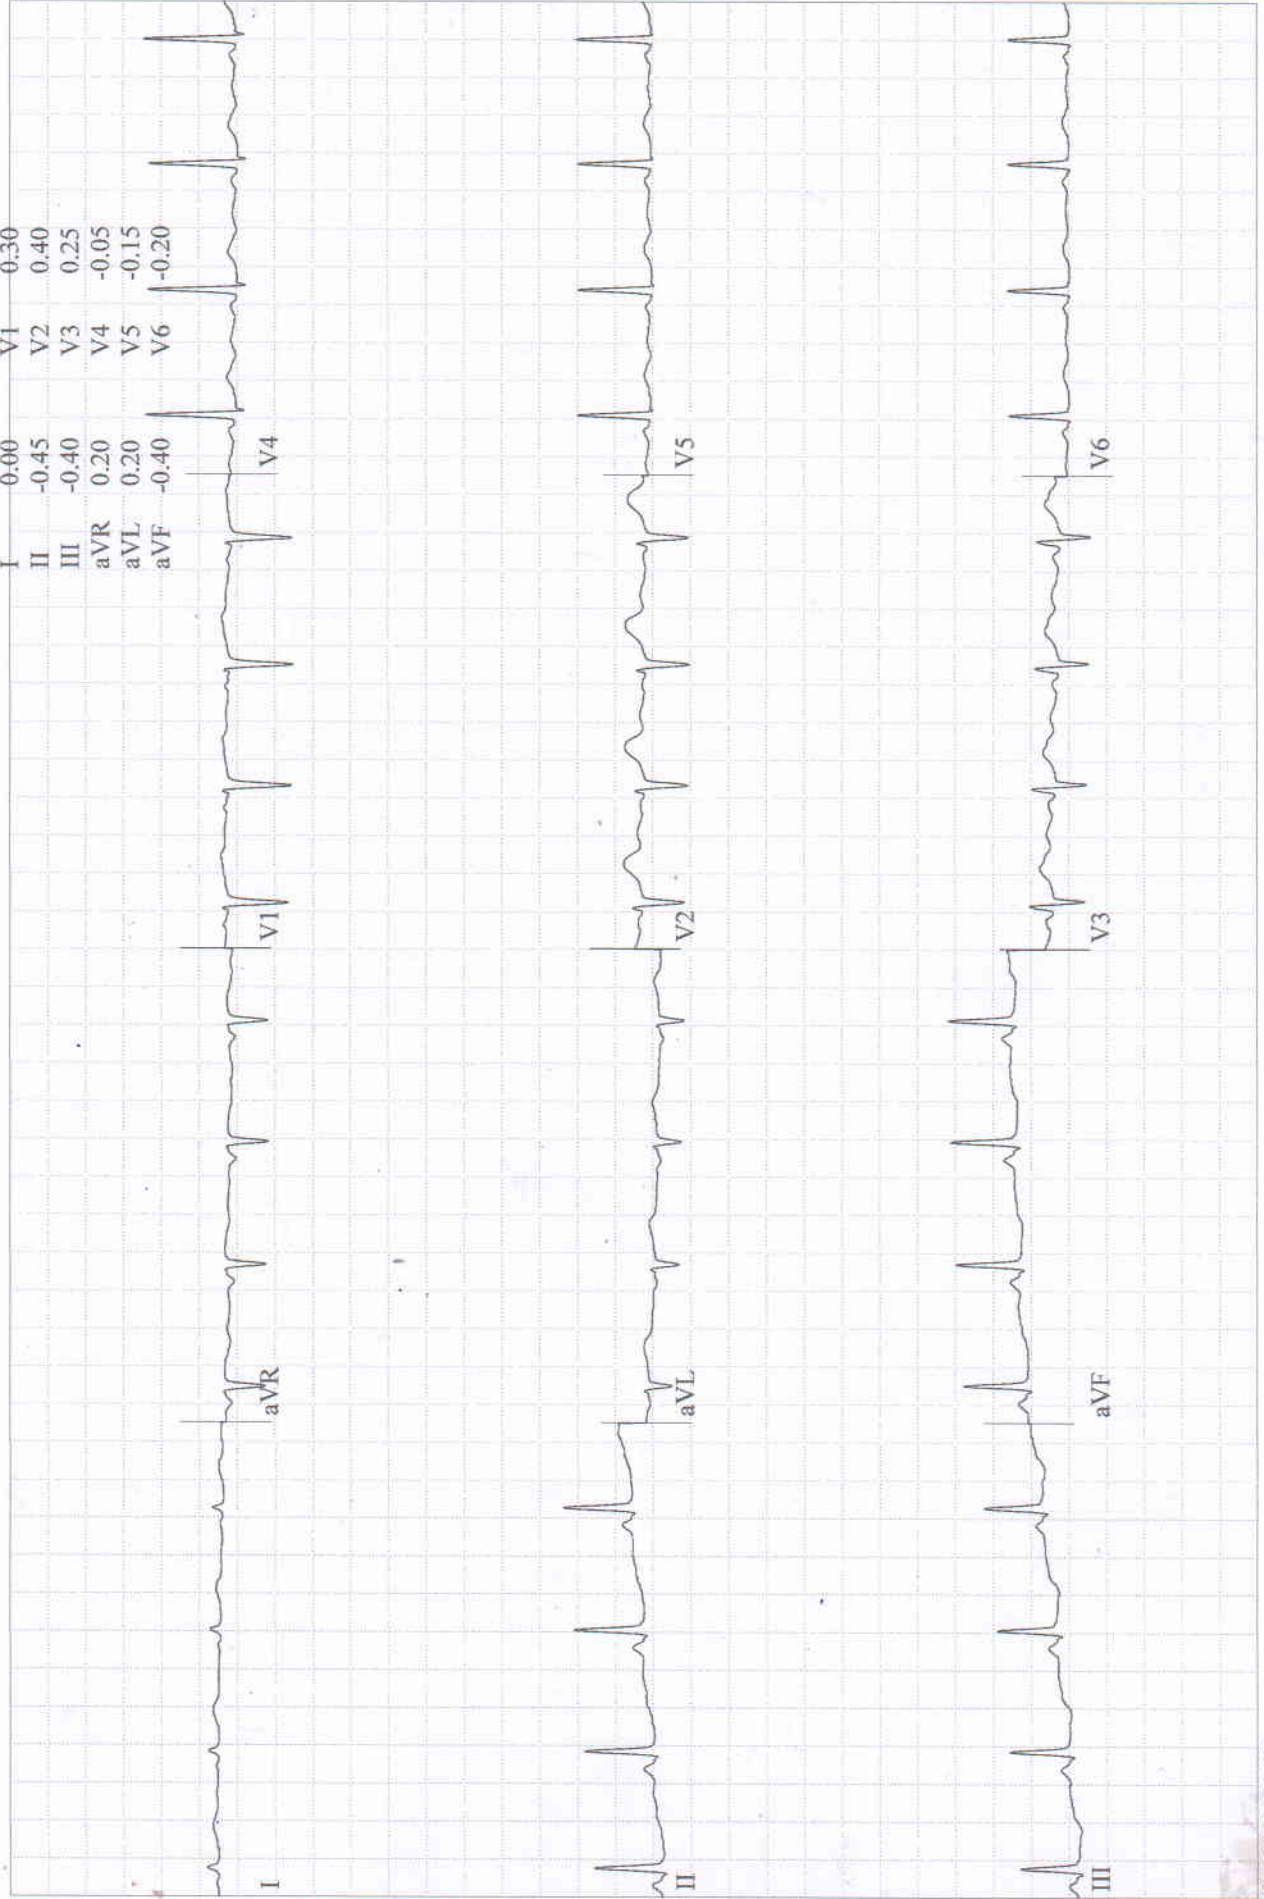 I 0.00 V1 0.30
II -0.45 V2 0.40
III -0.40 V3 0.25
aVR 0.20 V4 -0.05
aVL 0.20 V5 -0.15
aVF -0.40 V6 -0.20
I aVR V1 V4
II aVL V2 V5
III aVF V3 V6